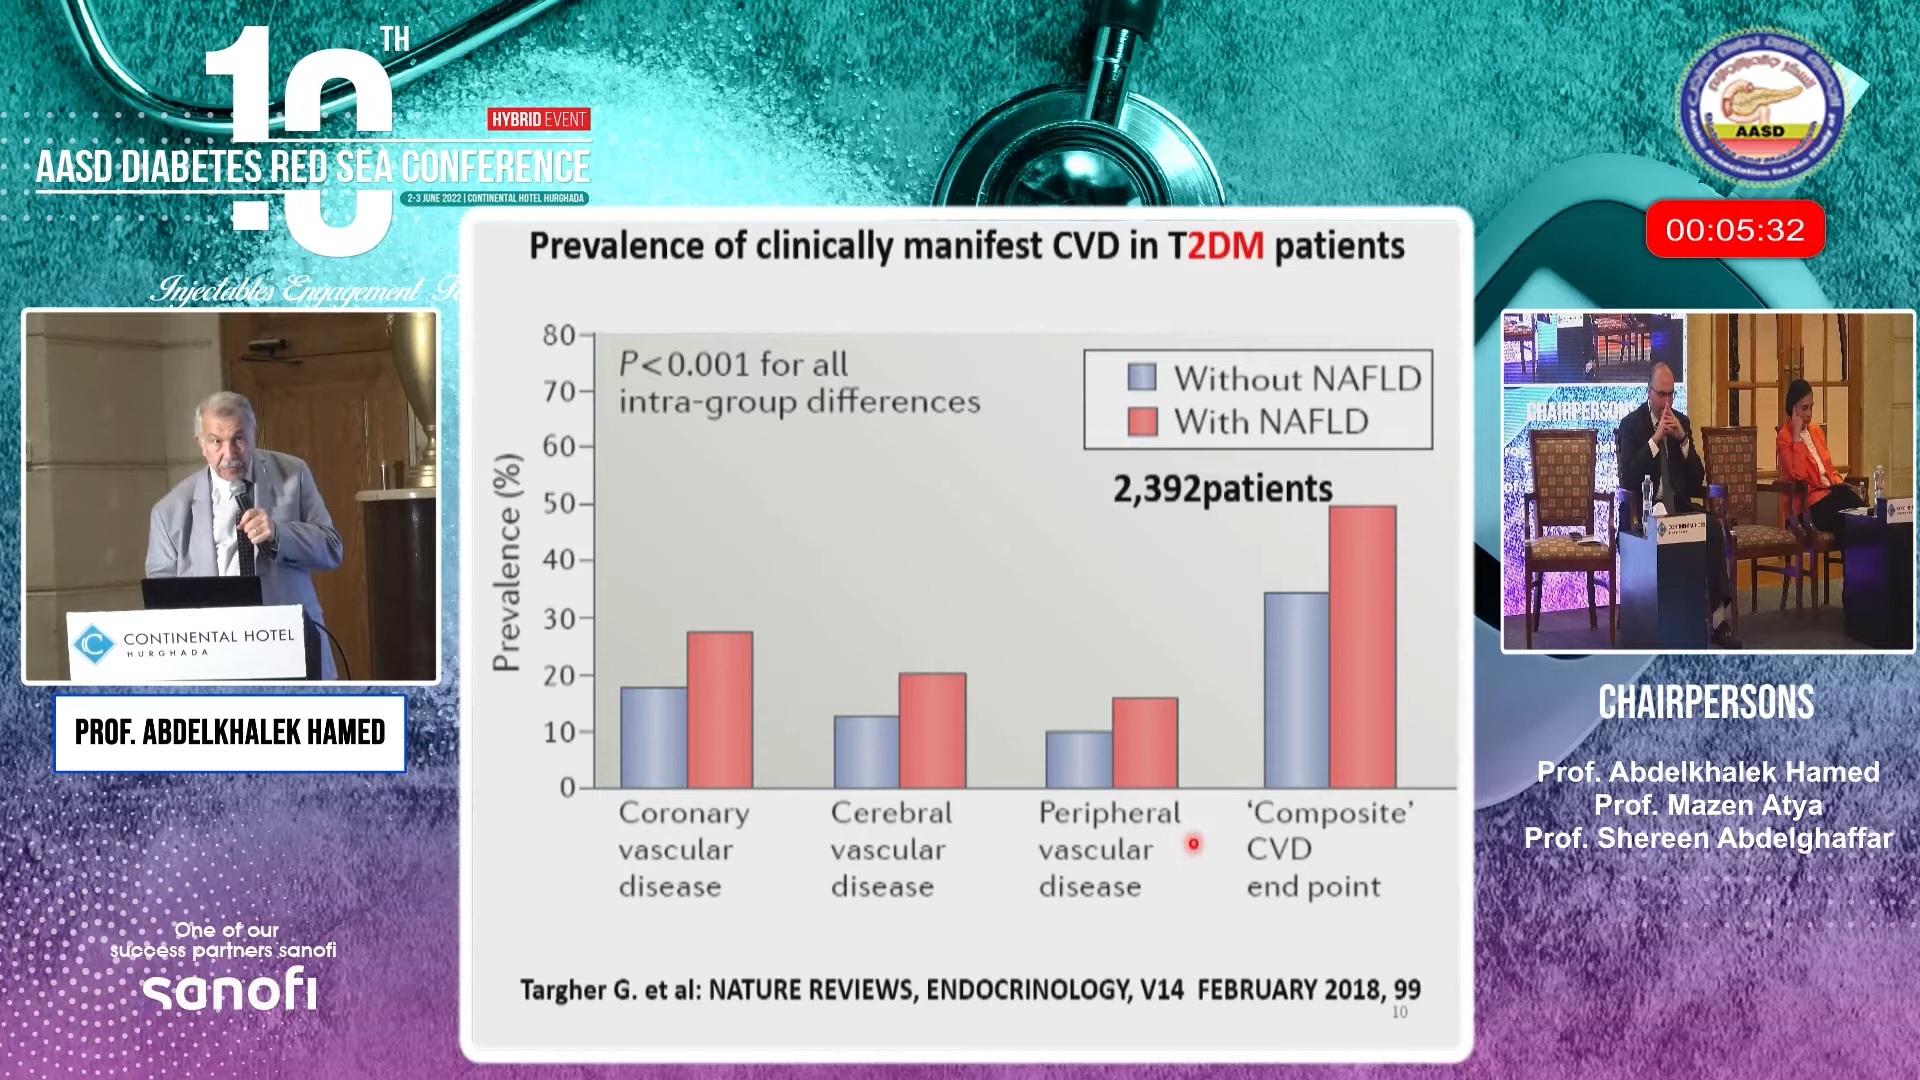 10TH
HYBRID EVENT
AASD DIABETES RED SEA CONFERENCE
2-3 JUNE 2022 | CONTINENTAL HOTEL HURGHADA
Injectables Engagement
AASD
00:05:32
Prevalence of clinically manifest CVD in T2DM patients
P<0.001 for all
intra-group differences
Without NAFLD
With NAFLD
2,392patients
Prevalence (%)
80
70
60
50
40
30
20
10
0
Coronary
vascular
disease
Cerebral
vascular
disease
Peripheral
vascular
disease
‘Composite’
CVD
end point
Targher G. et al: NATURE REVIEWS, ENDOCRINOLOGY, V14 FEBRUARY 2018, 99
10
CONTINENTAL HOTEL
HURGHADA
PROF. ABDELKHALEK HAMED
One of our
success partners sanofi
sanofi
CHAIRPERSONS
CHAIRPERSONS
Prof. Abdelkhalek Hamed
Prof. Mazen Atya
Prof. Shereen Abdelghaffar